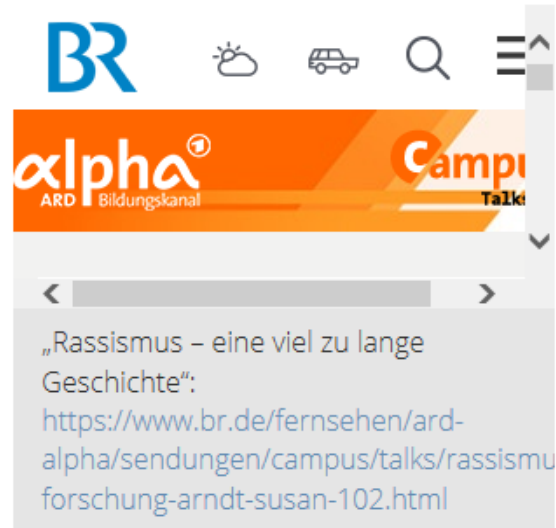 BR
alpha
ARD Bildungskanal
Talks
„Rassismus – eine viel zu lange
Geschichte“:
https://www.br.de/fernsehen/ard-
alpha/sendungen/campus/talks/rassismu
forschung-arndt-susan-102.html